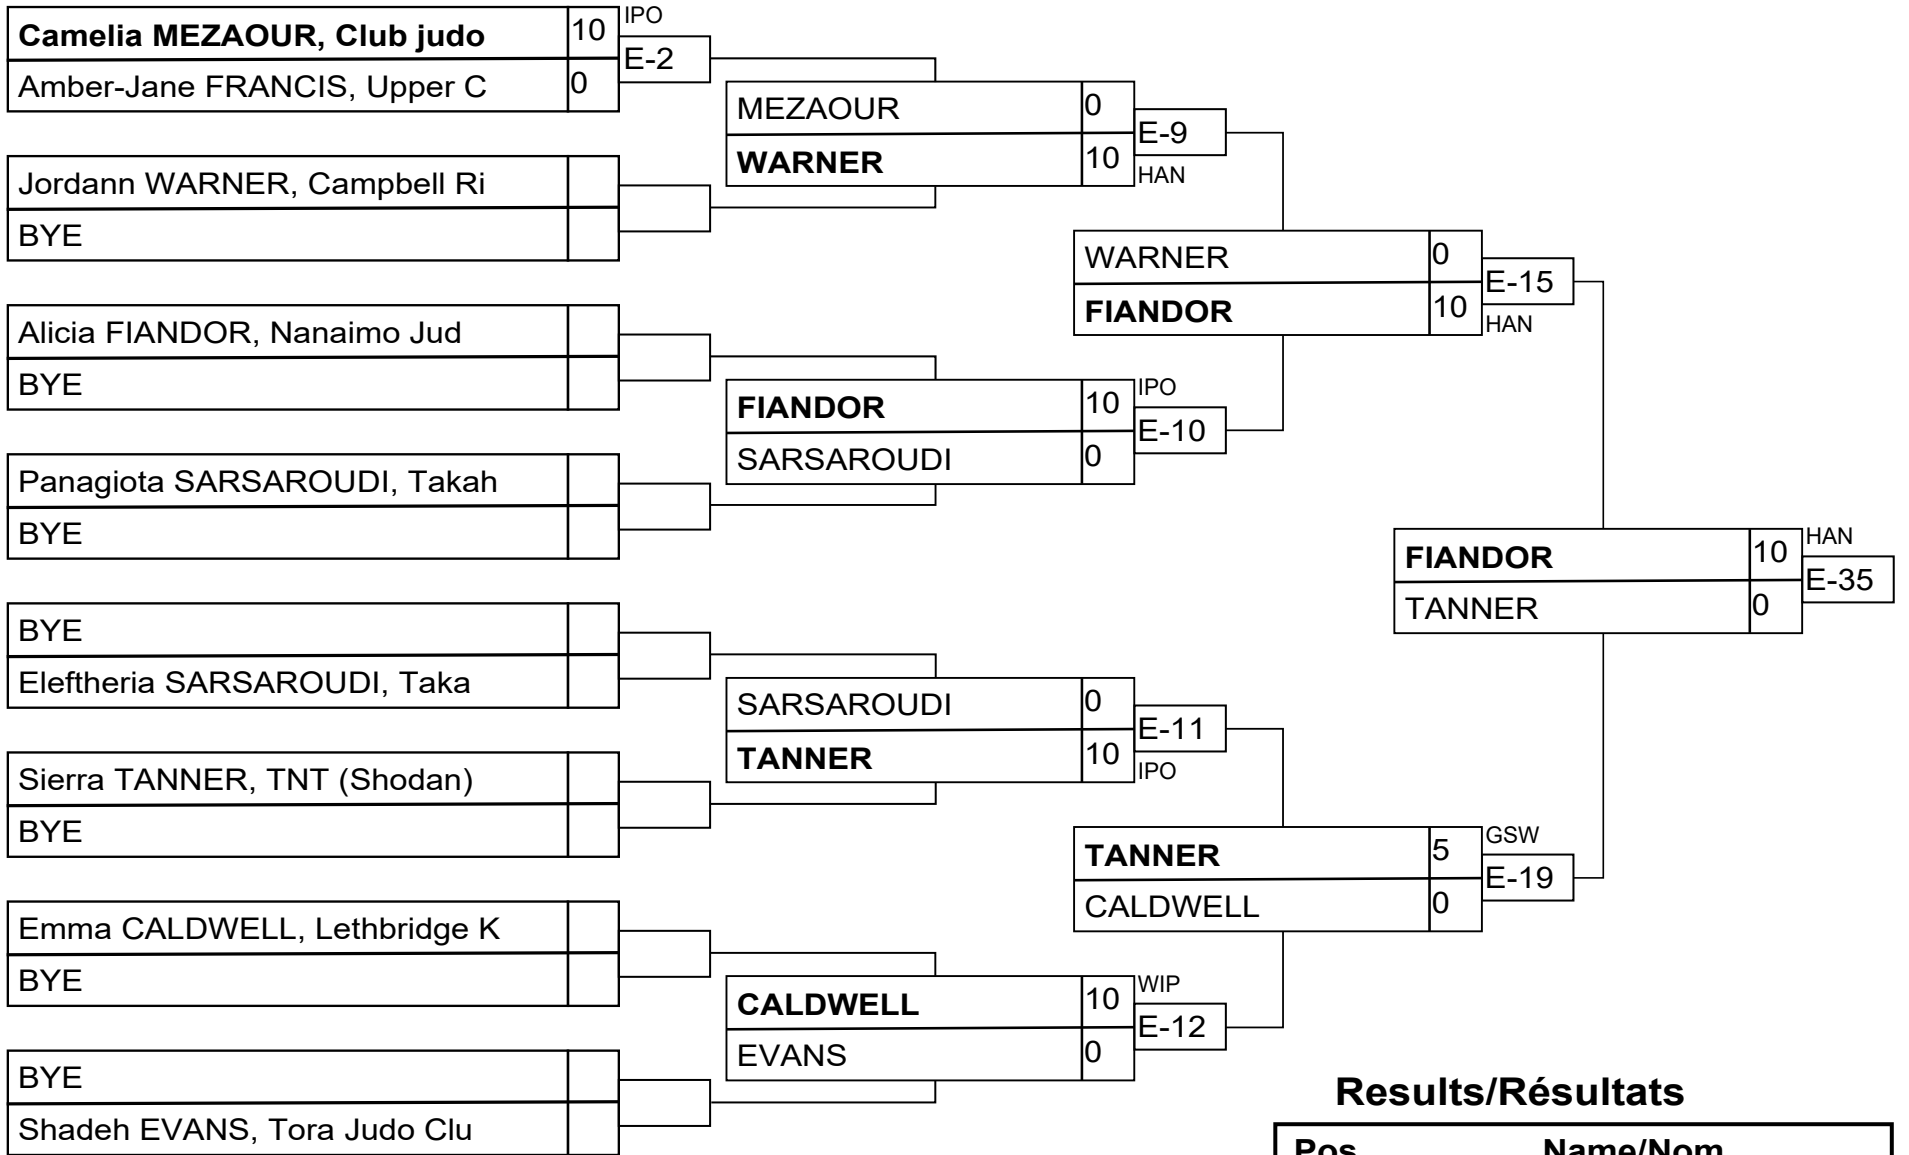 Camelia MEZAOUR, Club judo 10 IPO
Amber-Jane FRANCIS, Upper C 0
E-2
Jordann WARNER, Campbell Ri
BYE
Alicia FIANDOR, Nanaimo Jud
BYE
Panagiota SARSAROUDI, Takah
BYE
BYE
Eleftheria SARSAROUDI, Taka
Sierra TANNER, TNT (Shodan)
BYE
Emma CALDWELL, Lethbridge K
BYE
BYE
Shadeh EVANS, Tora Judo Clu
MEZAOUR 0
WARNER 10
E-9
HAN
FIANDOR 10 IPO
SARSAROUDI 0
E-10
SARSAROUDI 0
TANNER 10
E-11
IPO
CALDWELL 10 WIP
EVANS 0
E-12
WARNER 0
FIANDOR 10
E-15
HAN
TANNER 5 GSW
CALDWELL 0
E-19
FIANDOR 10 HAN
TANNER 0
E-35
Results/Résultats
Pos Name/Nom